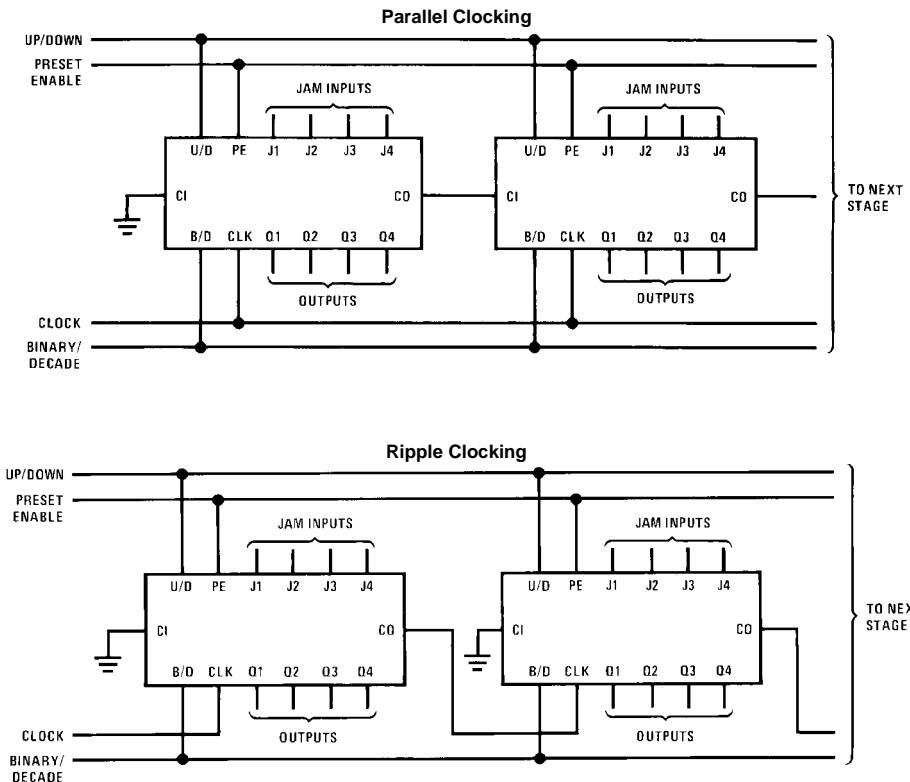 Parallel Clocking
UP/DOWN
PRESET
ENABLE
JAM INPUTS
JAM INPUTS
U/D PE J1 J2 J3 J4
U/D PE J1 J2 J3 J4
CI
CO
CI
CO
TO NEXT
STAGE
B/D CLK Q1 Q2 Q3 Q4
B/D CLK Q1 Q2 Q3 Q4
OUTPUTS
OUTPUTS
CLOCK
BINARY/
DECADE
Ripple Clocking
UP/DOWN
PRESET
ENABLE
JAM INPUTS
JAM INPUTS
U/D PE J1 J2 J3 J4
U/D PE J1 J2 J3 J4
CI
CO
CI
CO
TO NEX
STAGE
B/D CLK Q1 Q2 Q3 Q4
B/D CLK Q1 Q2 Q3 Q4
OUTPUTS
OUTPUTS
CLOCK
BINARY/
DECADE